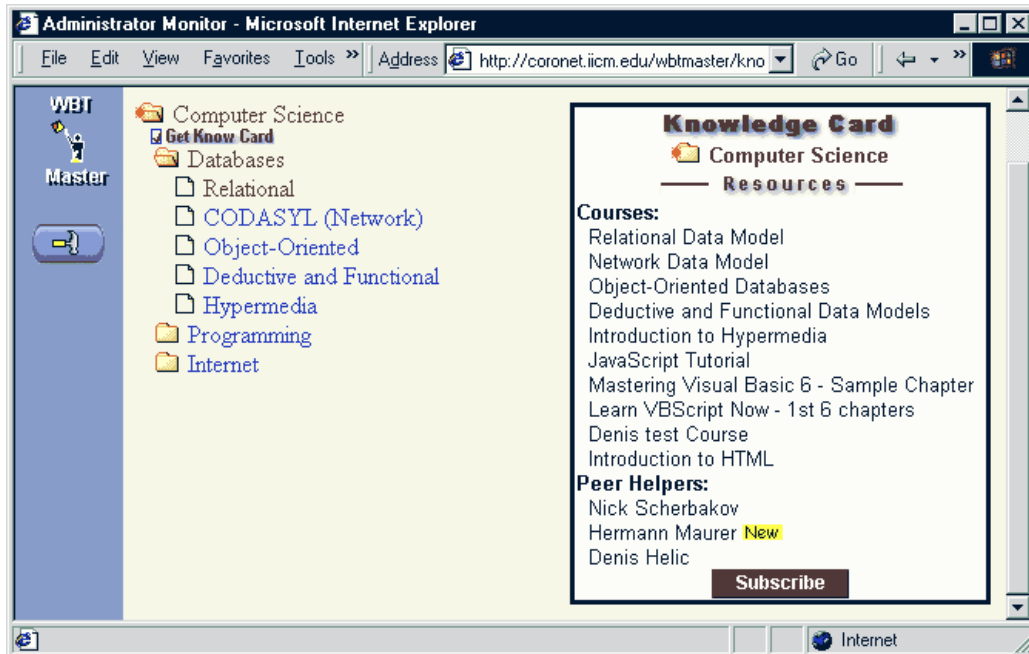 Administrator Monitor - Microsoft Internet Explorer
File Edit View Favorites Tools » Address http://coronet.iicm.edu/wbtmaster/kno Go »
WBT
Master
Computer Science
Get Know Card
Databases
Relational
CODASYL (Network)
Object-Oriented
Deductive and Functional
Hypermedia
Programming
Internet
Knowledge Card
Computer Science
Resources
Courses:
Relational Data Model
Network Data Model
Object-Oriented Databases
Deductive and Functional Data Models
Introduction to Hypermedia
JavaScript Tutorial
Mastering Visual Basic 6 - Sample Chapter
Learn VBScript Now - 1st 6 chapters
Denis test Course
Introduction to HTML
Peer Helpers:
Nick Scherbakov
Hermann Maurer New
Denis Helic
Subscribe
Internet